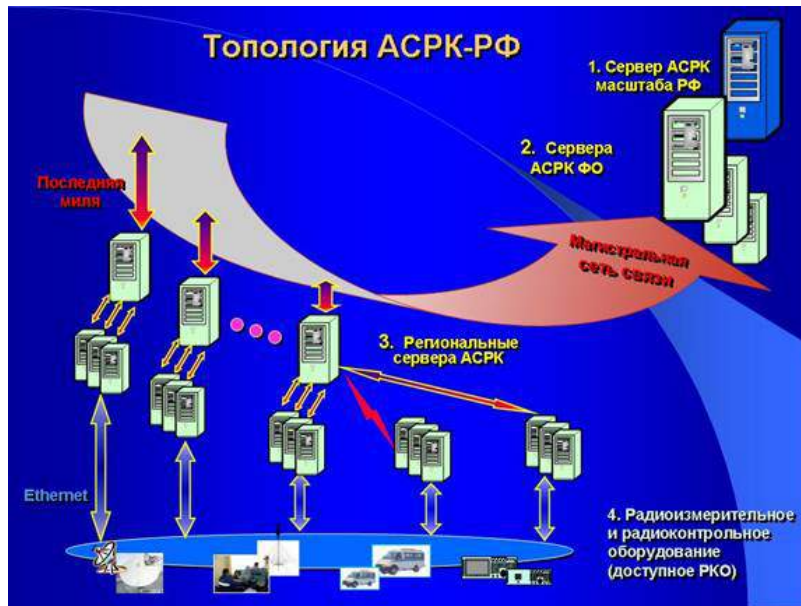 Топология АСРК-РФ
1. Сервер АСРК
масштаба РФ
2. Сервера
АСРК ФО
Последняя
миля
Магистральная
сеть связи
3. Региональные
сервера АСРК
Ethernet
4. Радиоизмерительное
и радиоконтрольное
оборудование
(доступное РКО)